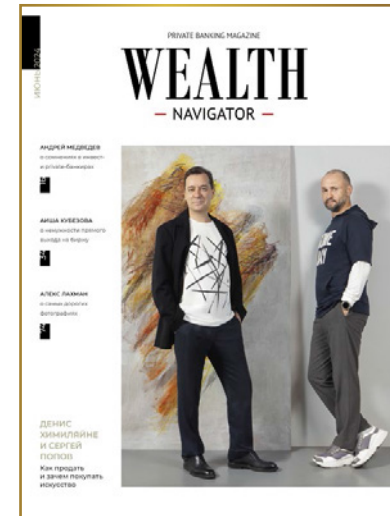 ИЮНЬ 2024
PRIVATE BANKING MAGAZINE
WEALTH
— NAVIGATOR —
АНДРЕЙ МЕДВЕДЕВ
о сомнениях в инвест-
и private-банкирах
АИША КУБЕЗОВА
о ненужности прямого
выхода на биржу
АЛЕКС ЛАХМАН
о самых дорогих
фотографиях
ДЕНИС
ХИМИЛЯЙНЕ
И СЕРГЕЙ
ПОПОВ
Как продать
и зачем покупать
искусство